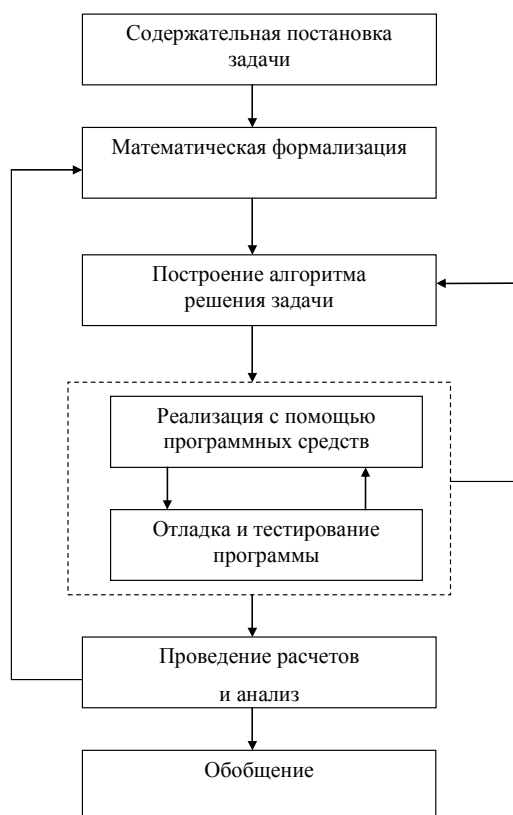 Содержательная постановка
задачи
Математическая формализация
Построение алгоритма
решения задачи
Реализация с помощью
программных средств
Отладка и тестирование
программы
Проведение расчетов
и анализ
Обобщение